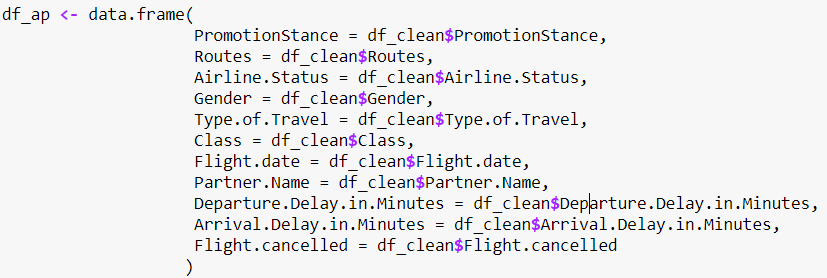 df_ap <- data.frame(
PromotionStance = df_clean$PromotionStance,
Routes = df_clean$Routes,
Airline.Status = df_clean$Airline.Status,
Gender = df_clean$Gender,
Type.of.Travel = df_clean$Type.of.Travel,
Class = df_clean$Class,
Flight.date = df_clean$Flight.date,
Partner.Name = df_clean$Partner.Name,
Departure.Delay.in.Minutes = df_clean$Departure.Delay.in.Minutes,
Arrival.Delay.in.Minutes = df_clean$Arrival.Delay.in.Minutes,
Flight.cancelled = df_clean$Flight.cancelled
)